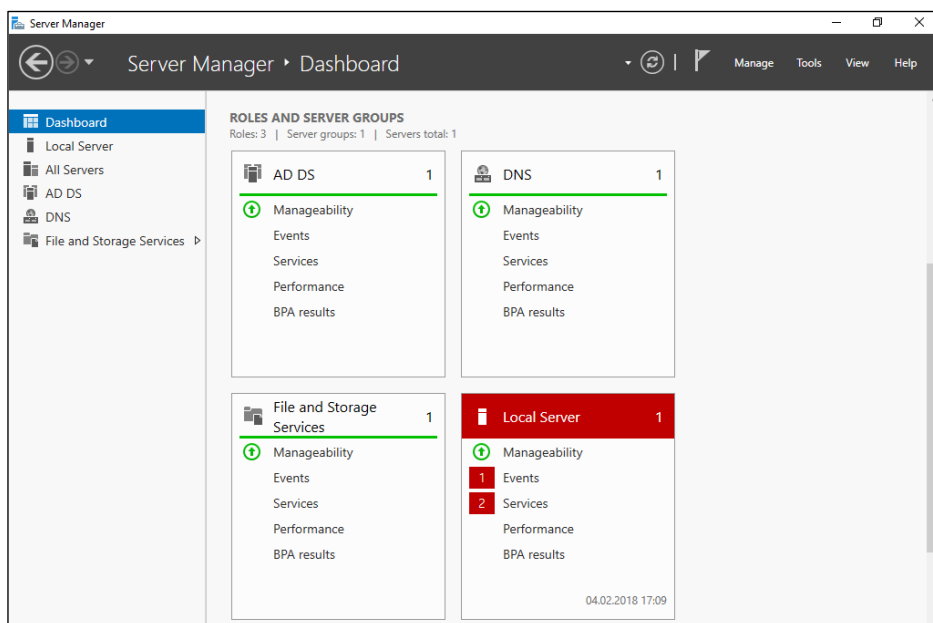 Server Manager
Server Manager ‣ Dashboard
Manage Tools View Help
Dashboard
Local Server
All Servers
AD DS
DNS
File and Storage Services
ROLES AND SERVER GROUPS
Roles: 3 | Server groups: 1 | Servers total: 1
AD DS 1
Manageability
Events
Services
Performance
BPA results
DNS 1
Manageability
Events
Services
Performance
BPA results
File and Storage
Services 1
Manageability
Events
Services
Performance
BPA results
Local Server 1
Manageability
1 Events
2 Services
Performance
BPA results
04.02.2018 17:09